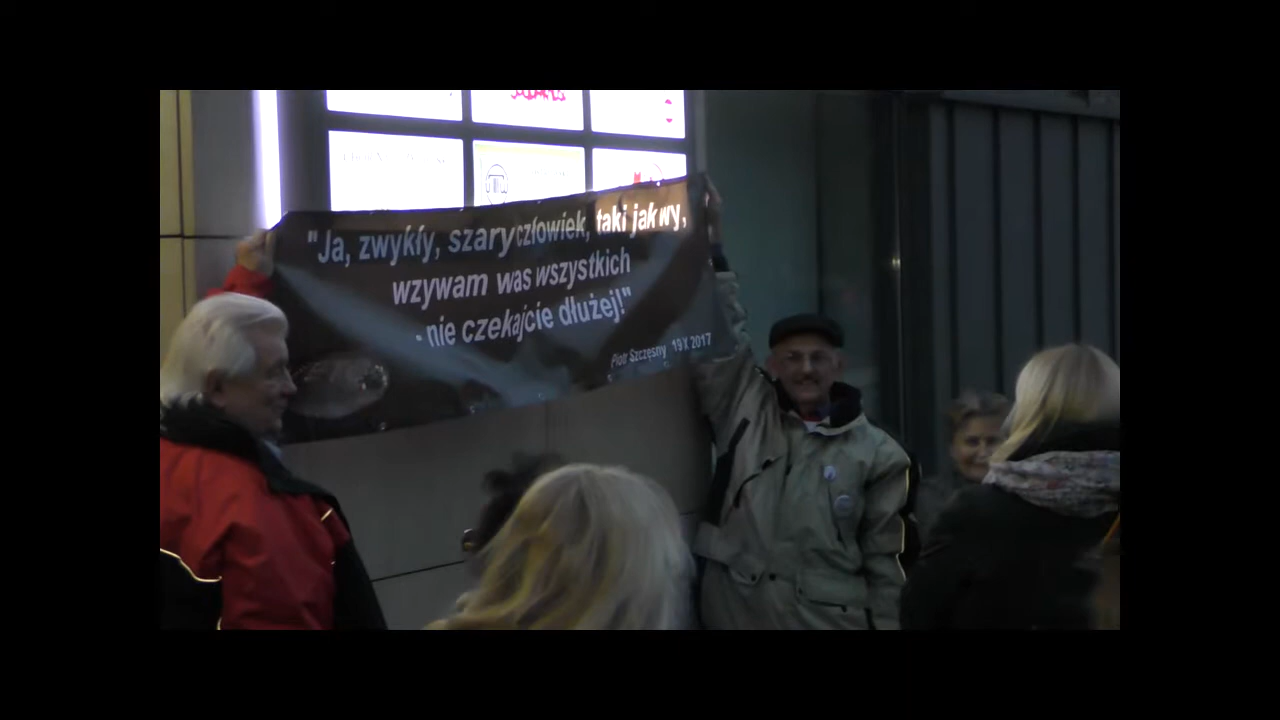 "Ja, zwykły, szary człowiek, taki jak wy,
wzywam was wszystkich
- nie czekajcie dłużej!"
Piotr Szczęsny 19 X 2017